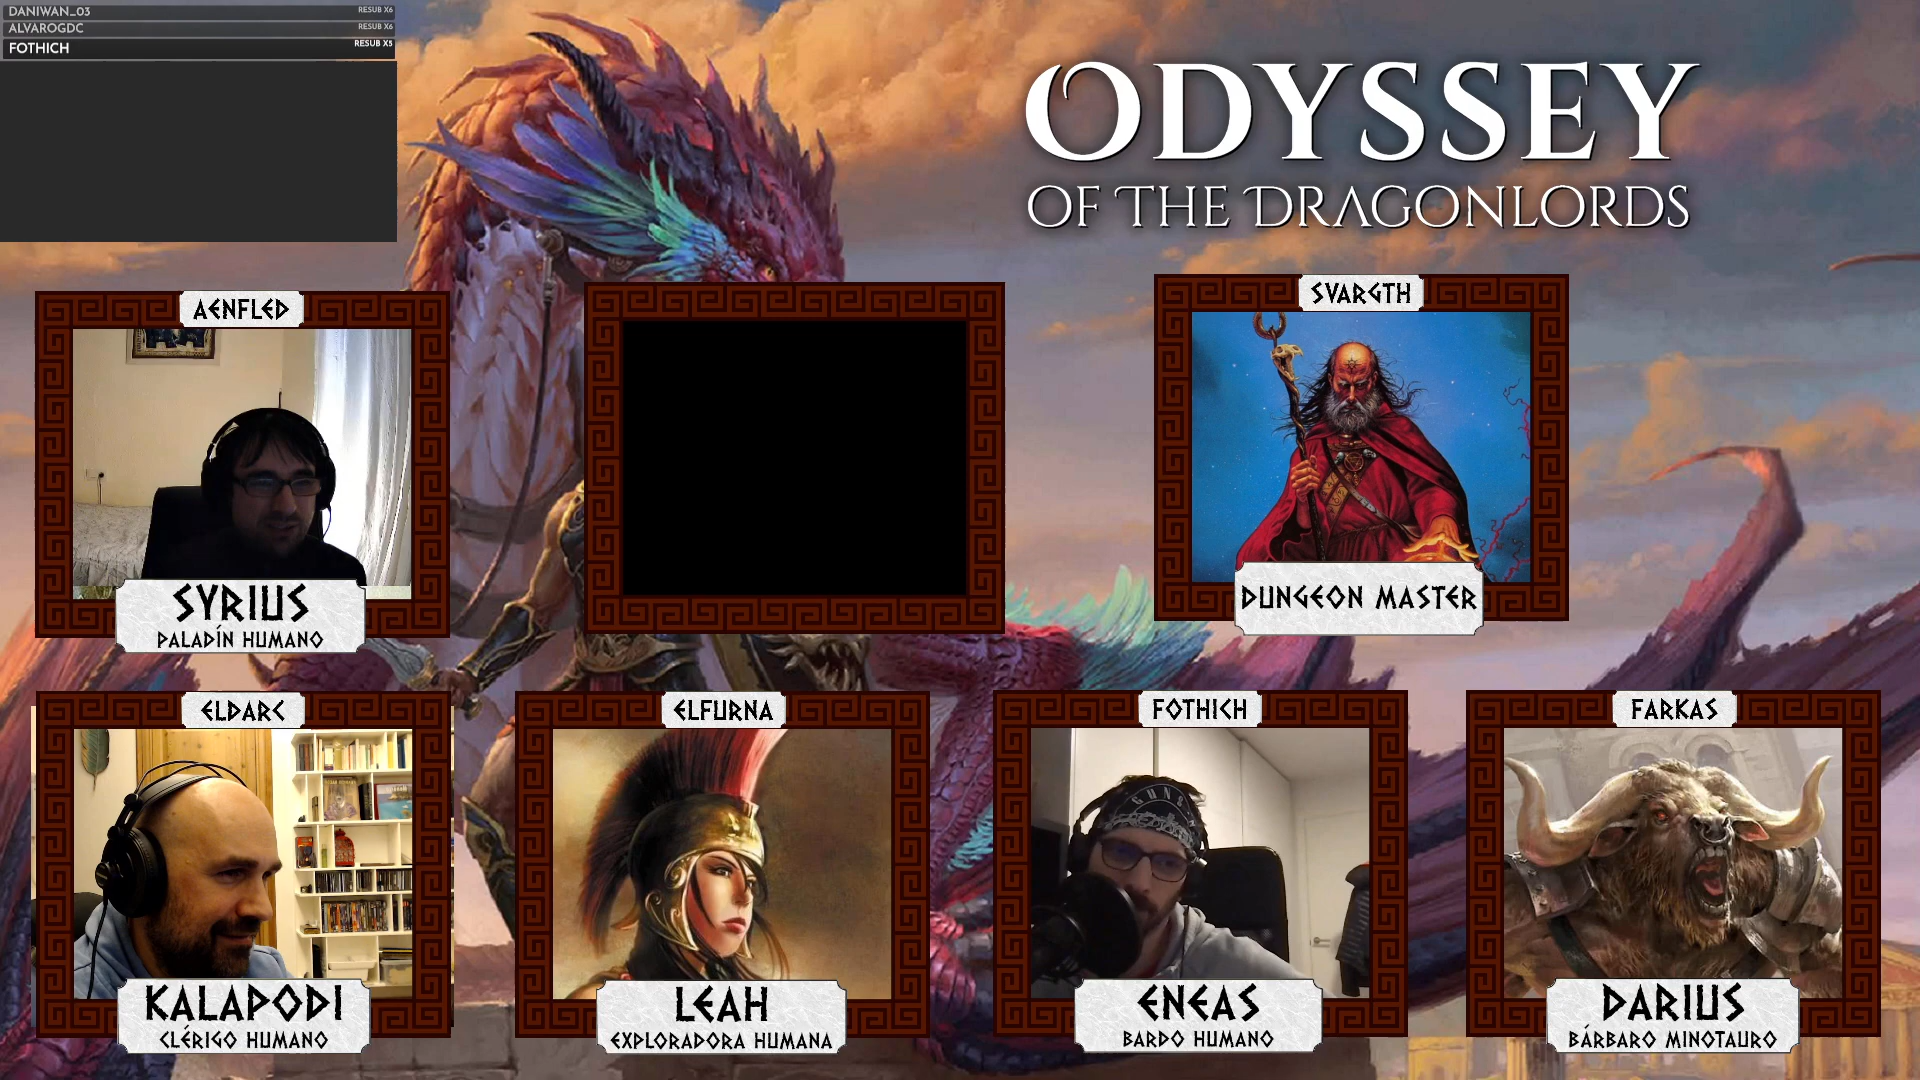 DANIWAN_03 RESUB X6
ALVAROGDC RESUB X6
FOTHICH RESUB X5
ODYSSEY
OF THE DRAGONLORDS
AENFLED
SYRIUS
PALADÍN HUMANO
SVARGTH
DUNGEON MASTER
ELDARC
KALAPODI
CLÉRIGO HUMANO
ELFURNA
LEAH
EXPLORADORA HUMANA
FOTHICH
GUNS
ENEAS
BARDO HUMANO
FARKAS
DARIUS
BÁRBARO MINOTAURO